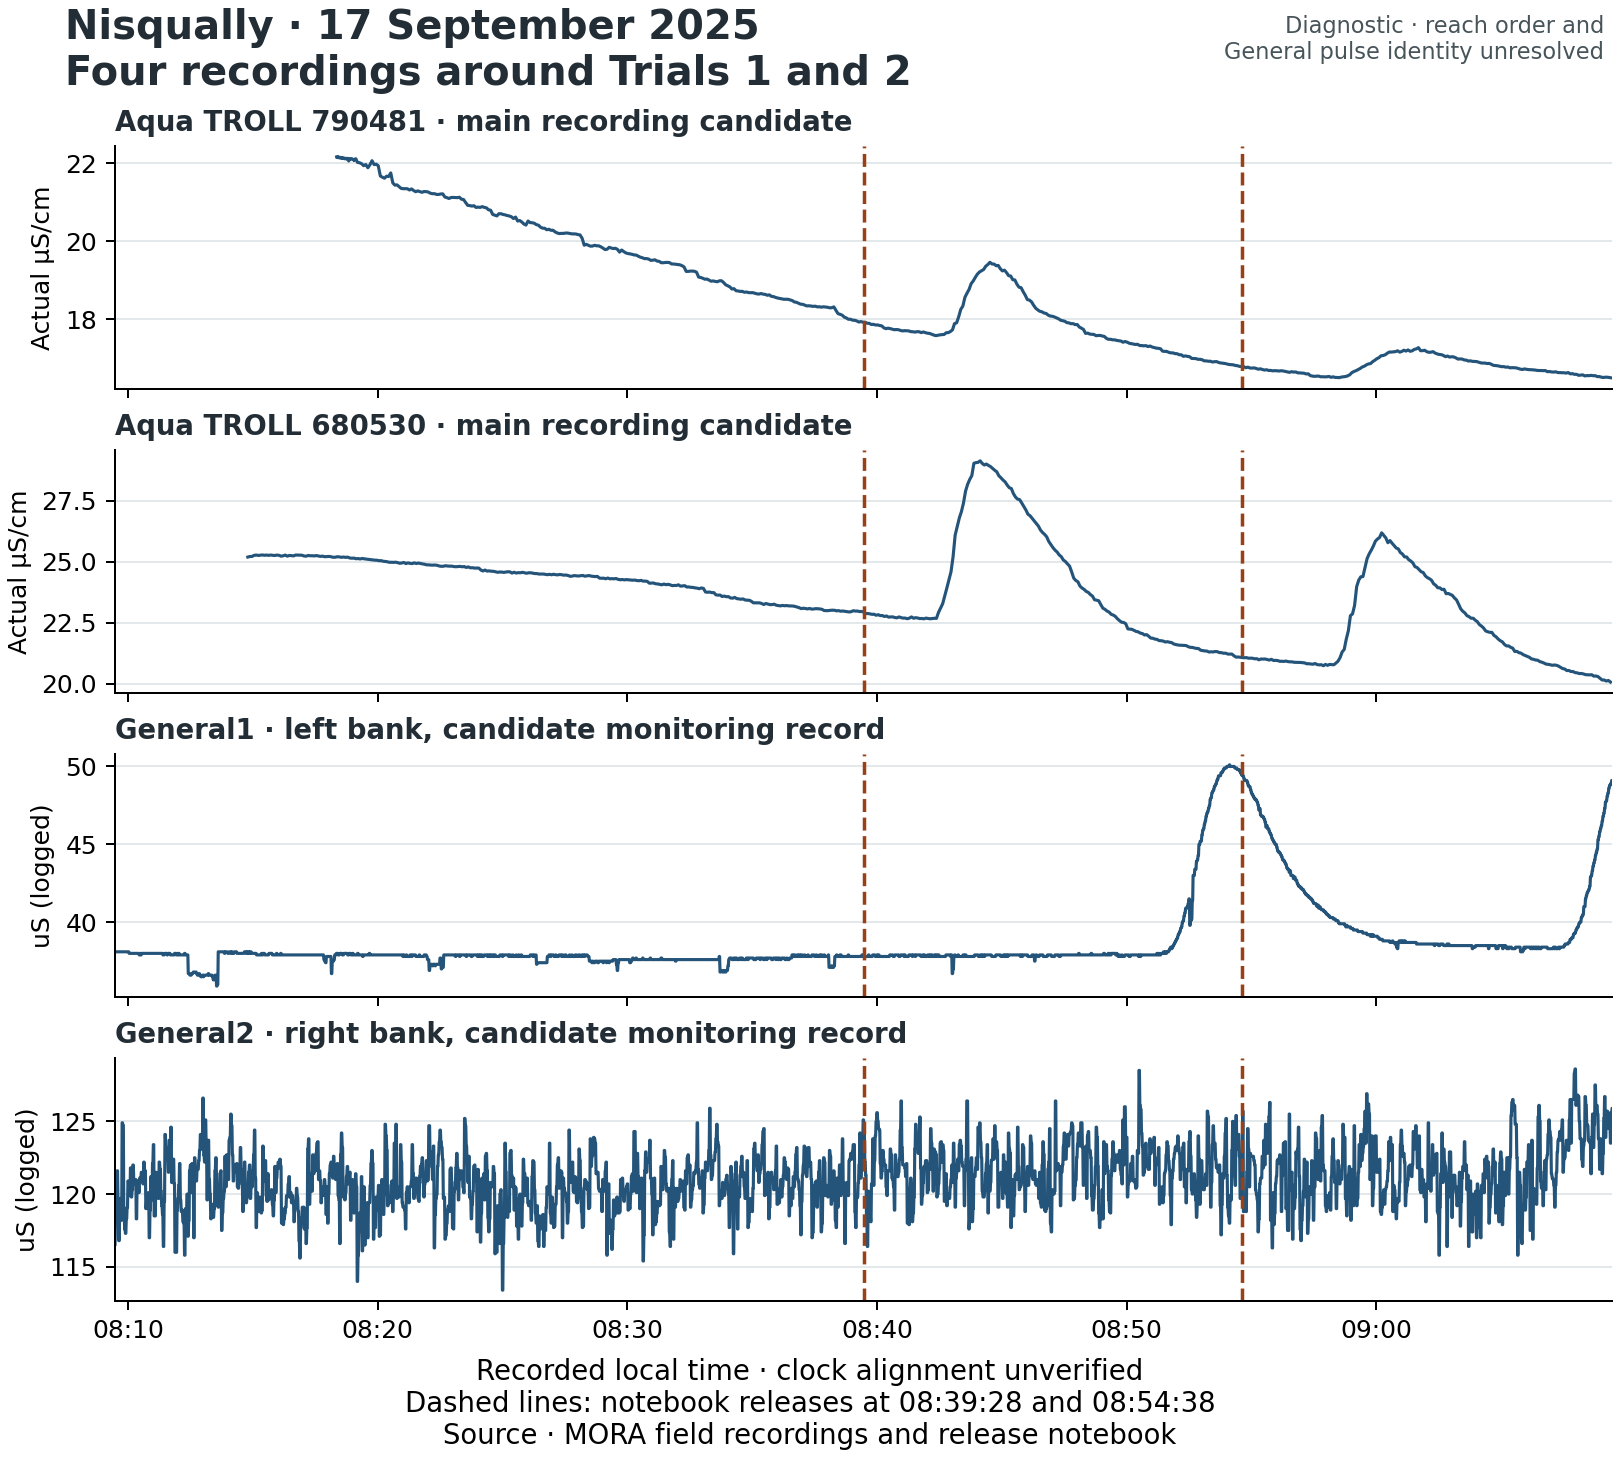 Nisqually · 17 September 2025
Four recordings around Trials 1 and 2
Diagnostic · reach order and
General pulse identity unresolved
Aqua TROLL 790481 · main recording candidate
Actual µS/cm
22
20
18
Aqua TROLL 680530 · main recording candidate
Actual µS/cm
27.5
25.0
22.5
20.0
General1 · left bank, candidate monitoring record
uS (logged)
50
45
40
General2 · right bank, candidate monitoring record
uS (logged)
125
120
115
08:10 08:20 08:30 08:40 08:50 09:00
Recorded local time · clock alignment unverified
Dashed lines: notebook releases at 08:39:28 and 08:54:38
Source · MORA field recordings and release notebook